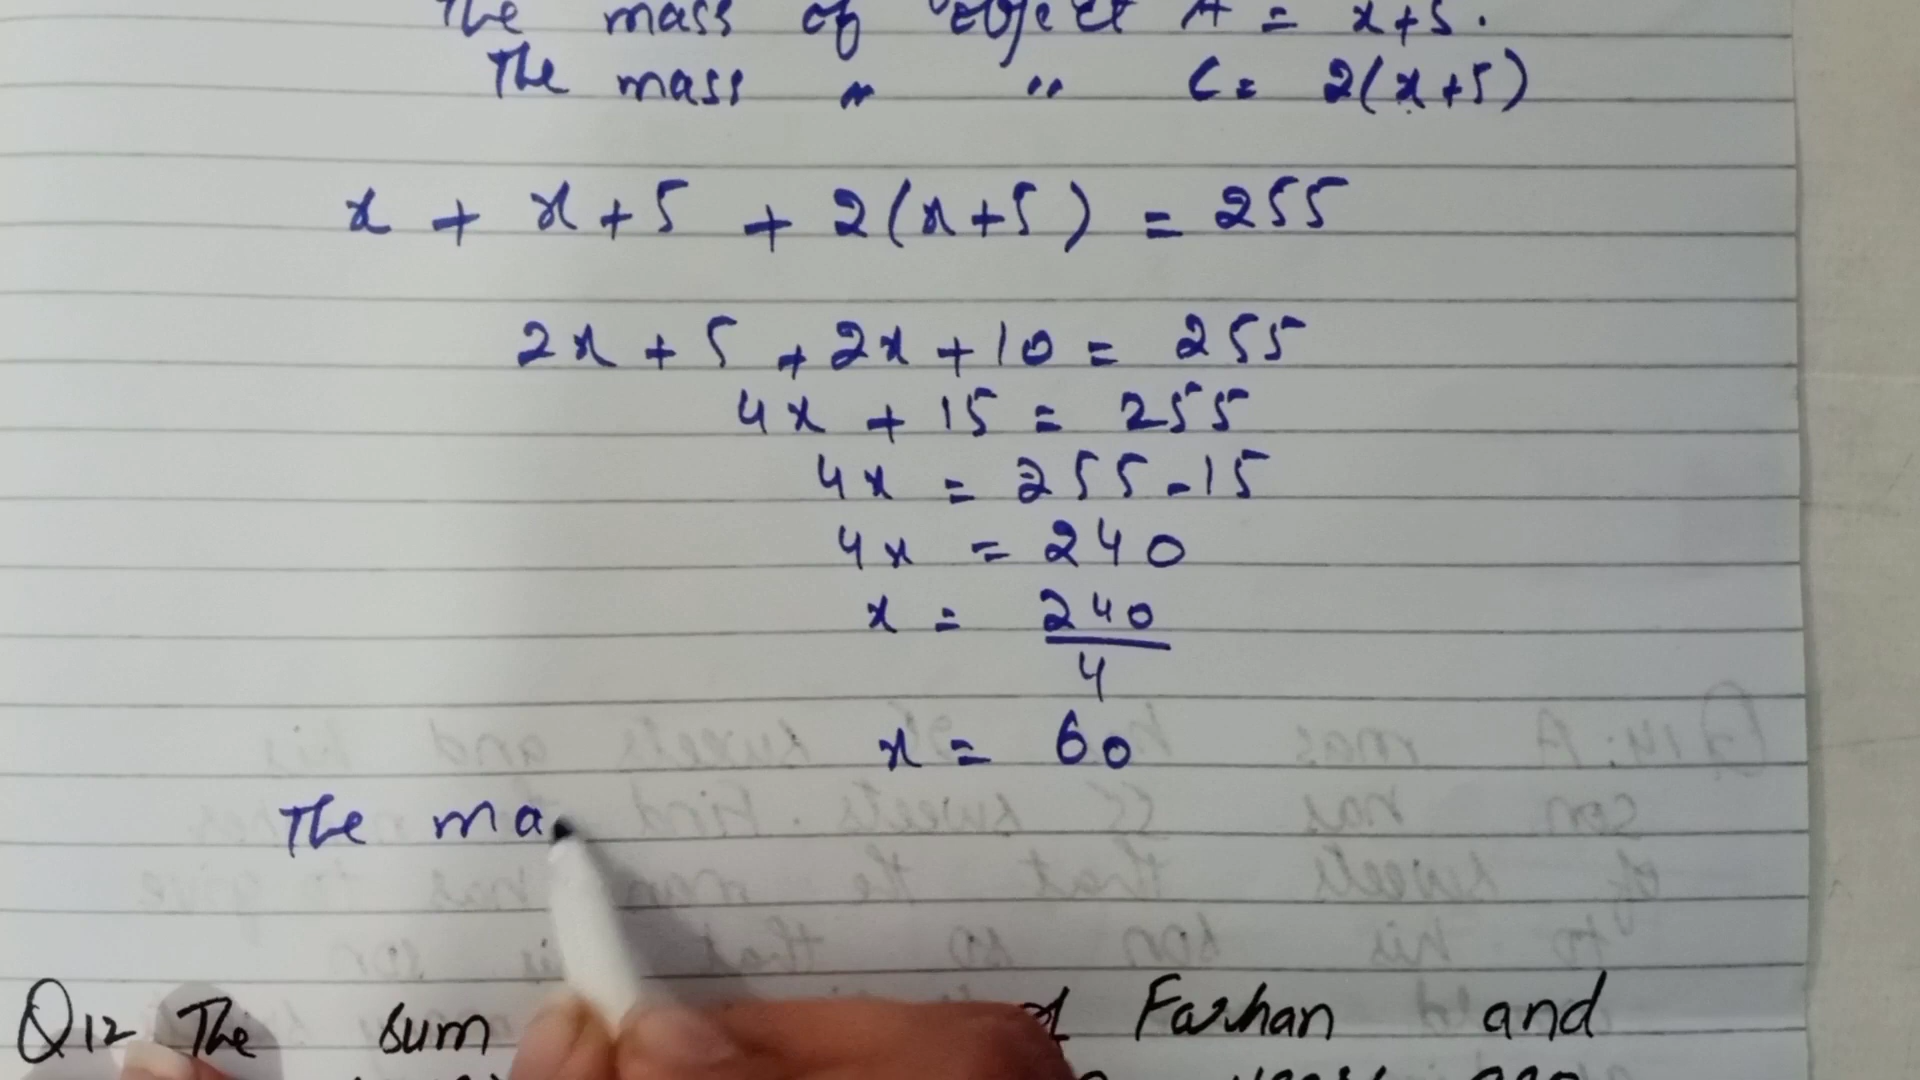 The mass of object A = x+5.
The mass " " C = 2(x+5)
x + x+5 + 2(x+5) = 255
2x + 5 + 2x + 10 = 255
4x + 15 = 255
4x = 255-15
4x = 240
x = 240
4
x = 60
The ma
Q12 The sum Farhan and